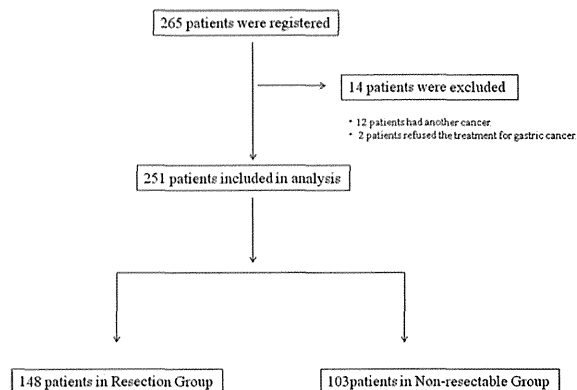 265 patients were registered
14 patients were excluded
• 12 patients had another cancer
• 2 patients refused the treatment for gastric cancer
251 patients included in analysis
148 patients in Resection Group
103patients in Non-resectable Group